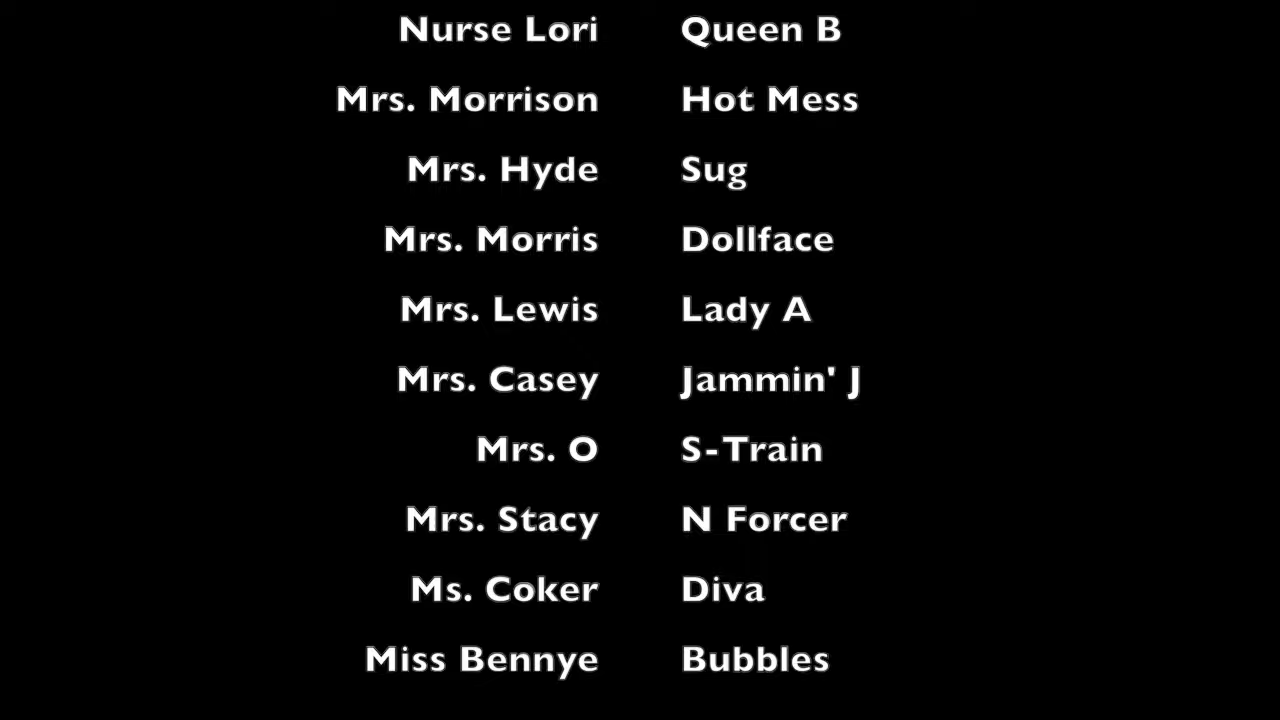 Nurse Lori Queen B
Mrs. Morrison Hot Mess
Mrs. Hyde Sug
Mrs. Morris Dollface
Mrs. Lewis Lady A
Mrs. Casey Jammin' J
Mrs. O S-Train
Mrs. Stacy N Forcer
Ms. Coker Diva
Miss Bennye Bubbles